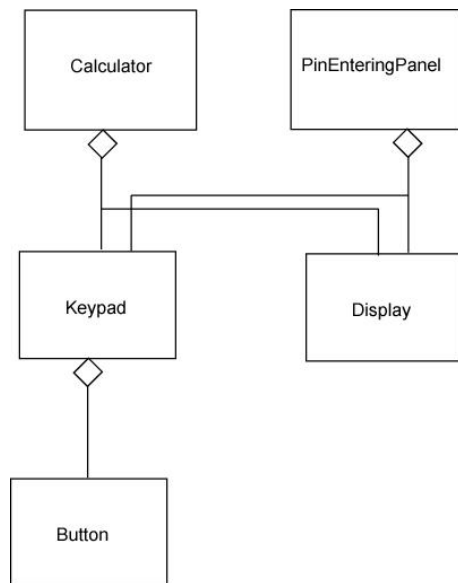 Calculator
PinEnteringPanel
Keypad
Display
Button